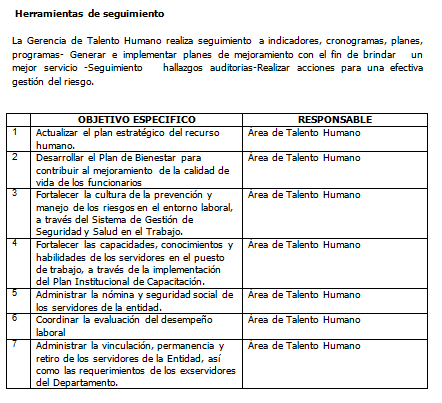 Herramientas de seguimiento
La Gerencia de Talento Humano realiza seguimiento a indicadores, cronogramas, planes,
programas- Generar e implementar planes de mejoramiento con el fin de brindar un
mejor servicio -Seguimiento hallazgos auditorias-Realizar acciones para una efectiva
gestión del riesgo.
OBJETIVO ESPECIFICO RESPONSABLE
1 Actualizar el plan estratégico del recurso Área de Talento Humano
humano.
2 Desarrollar el Plan de Bienestar para Área de Talento Humano
contribuir al mejoramiento de la calidad de
vida de los funcionarios
3 Fortalecer la cultura de la prevención y Área de Talento Humano
manejo de los riesgos en el entorno laboral,
a través del Sistema de Gestión de
Seguridad y Salud en el Trabajo.
4 Fortalecer las capacidades, conocimientos y Área de Talento Humano
habilidades de los servidores en el puesto
de trabajo, a través de la implementación
del Plan Institucional de Capacitación.
5 Administrar la nómina y seguridad social de Área de Talento Humano
los servidores de la entidad.
6 Coordinar la evaluación del desempeño Área de Talento Humano
laboral
7 Administrar la vinculación, permanencia y Área de Talento Humano
retiro de los servidores de la Entidad, así
como las requerimientos de los exservidores
del Departamento.